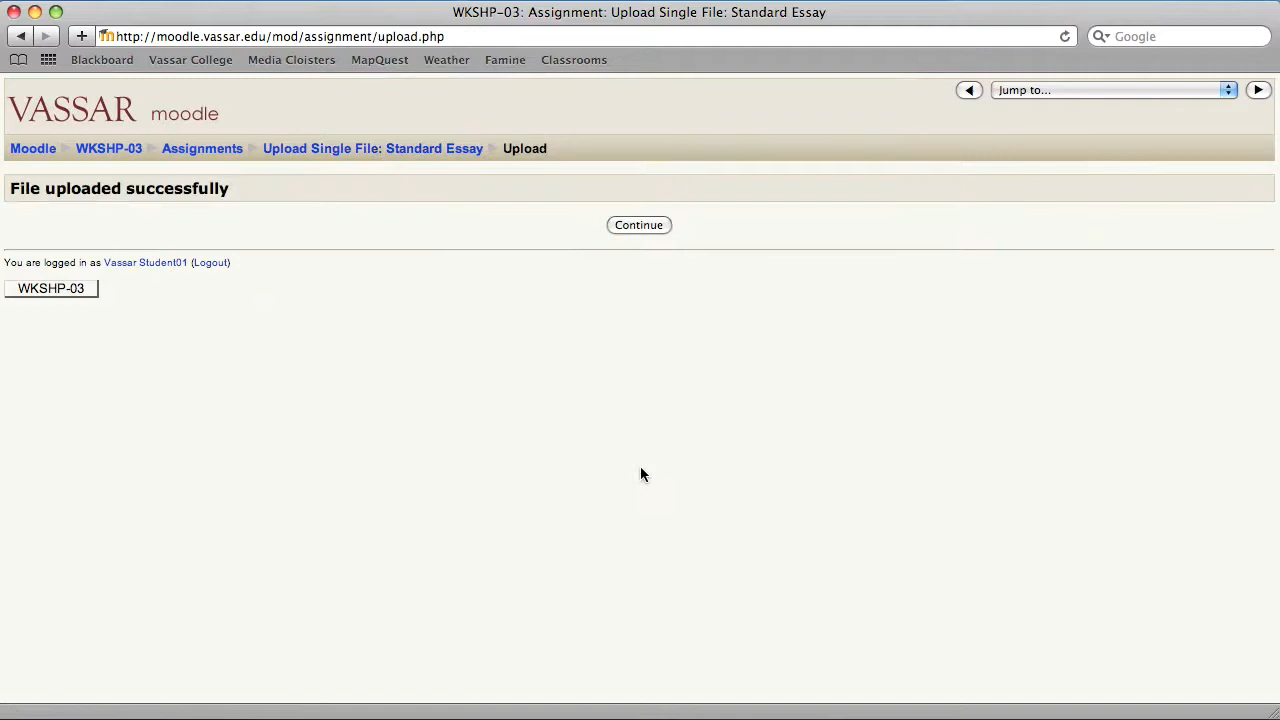 WKSHP-03: Assignment: Upload Single File: Standard Essay
http://moodle.vassar.edu/mod/assignment/upload.php
Google
Blackboard Vassar College Media Cloisters MapQuest Weather Famine Classrooms
VASSAR moodle
Jump to...
Moodle WKSHP-03 Assignments Upload Single File: Standard Essay Upload
File uploaded successfully
Continue
You are logged in as Vassar Student01 (Logout)
WKSHP-03